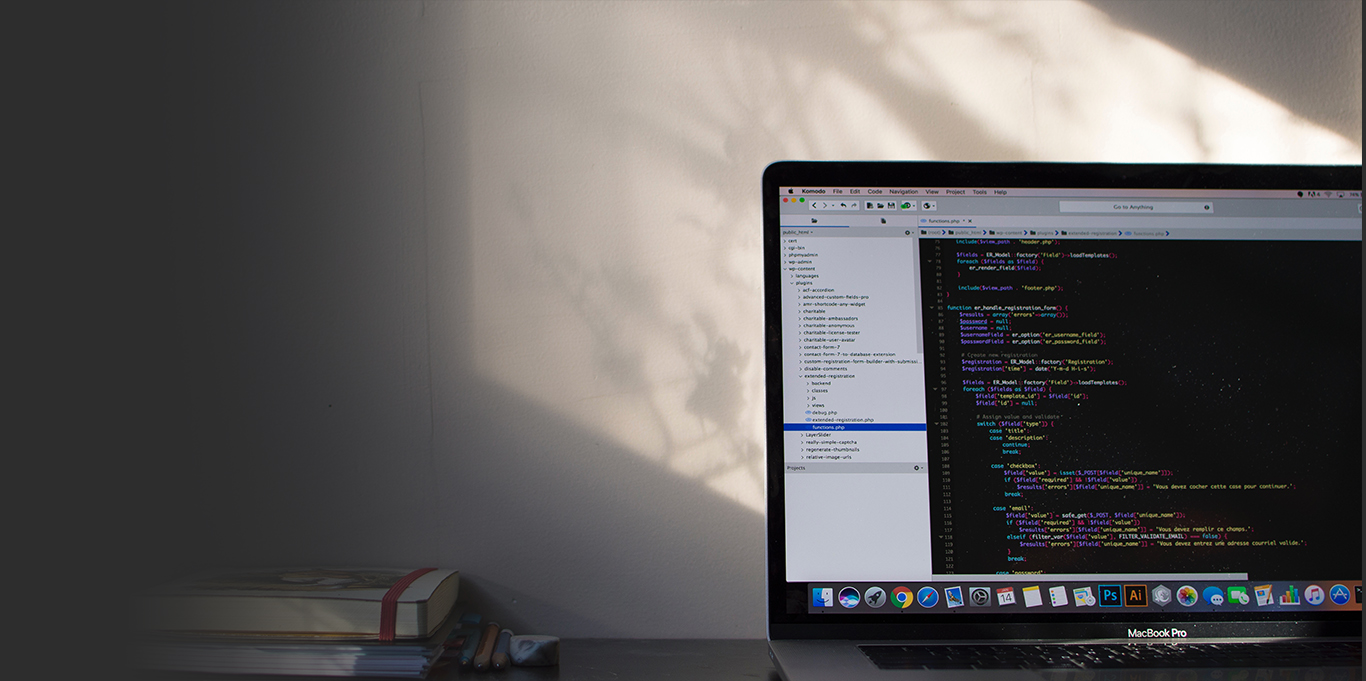 Komodo File Edit Code Navigation View Project Tools Help
Go to Anything
functions.php
public_html
cert
cgi-bin
phpmyadmin
wp-admin
wp-content
languages
plugins
acf-accordion
advanced-custom-fields-pro
amr-shortcode-any-widget
charitable
charitable-ambassadors
charitable-anonymous
charitable-license-tester
charitable-user-avatar
contact-form-7
contact-form-7-to-database-extension
custom-registration-form-builder-with-submissi...
disable-comments
extended-registration
backend
classes
js
views
debug.php
extended-registration.php
functions.php
LayerSlider
really-simple-captcha
regenerate-thumbnails
relative-image-urls
Projects
include($view_path . 'header.php');
$fields = ER_Model::factory('Field')->loadTemplates();
foreach ($fields as $field) {
er_render_field($field);
}
include($view_path . 'footer.php');
}
function er_handle_registration_form() {
$results = array('errors'=>array());
$password = null;
$username = null;
$usernameField = er_option('er_username_field');
$passwordField = er_option('er_password_field');
# Create new registration
$registration = ER_Model::factory('Registration');
$registration['time'] = date('Y-m-d H-i-s');
$fields = ER_Model::factory('Field')->loadTemplates();
foreach ($fields as $field) {
$field['template_id'] = $field['id'];
$field['id'] = null;
# Assign value and validate
switch ($field['type']) {
case 'title':
case 'description':
continue;
break;
case 'checkbox':
$field['value'] = isset($_POST[$field['unique_name']]);
if ($field['required'] && !$field['value'])
$results['errors'][$field['unique_name']] = "Vous devez cocher cette case pour continuer.";
break;
case 'email':
$field['value'] = safe_get($_POST, $field['unique_name']);
if ($field['required'] && !$field['value'])
$results['errors'][$field['unique_name']] = "Vous devez remplir ce champs.";
elseif (filter_var($field['value'], FILTER_VALIDATE_EMAIL) === false) {
$results['errors'][$field['unique_name']] = "Vous devez entrez une adresse courriel valide.";
}
break;
case 'password':
14
Ps
Ai
MacBook Pro